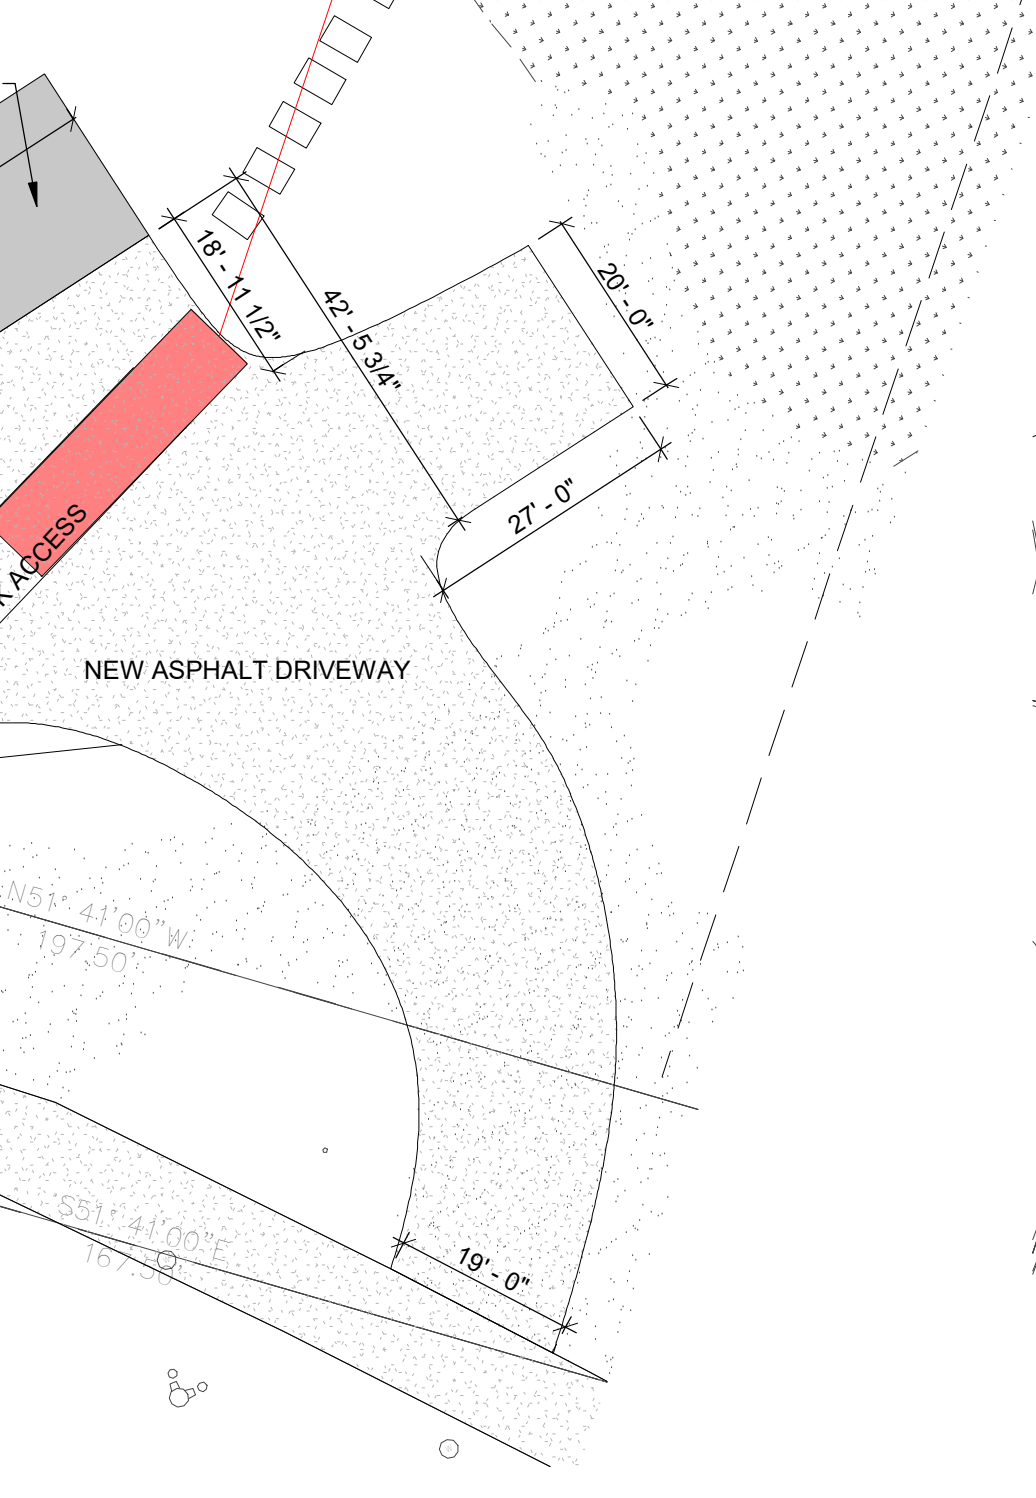 18' - 11 1/2"
42' - 5 3/4"
20' - 0"
27' - 0"
K ACCESS
NEW ASPHALT DRIVEWAY
N51° 41'00"W
197.50'
S51° 41'00"E
167.50'
19' - 0"